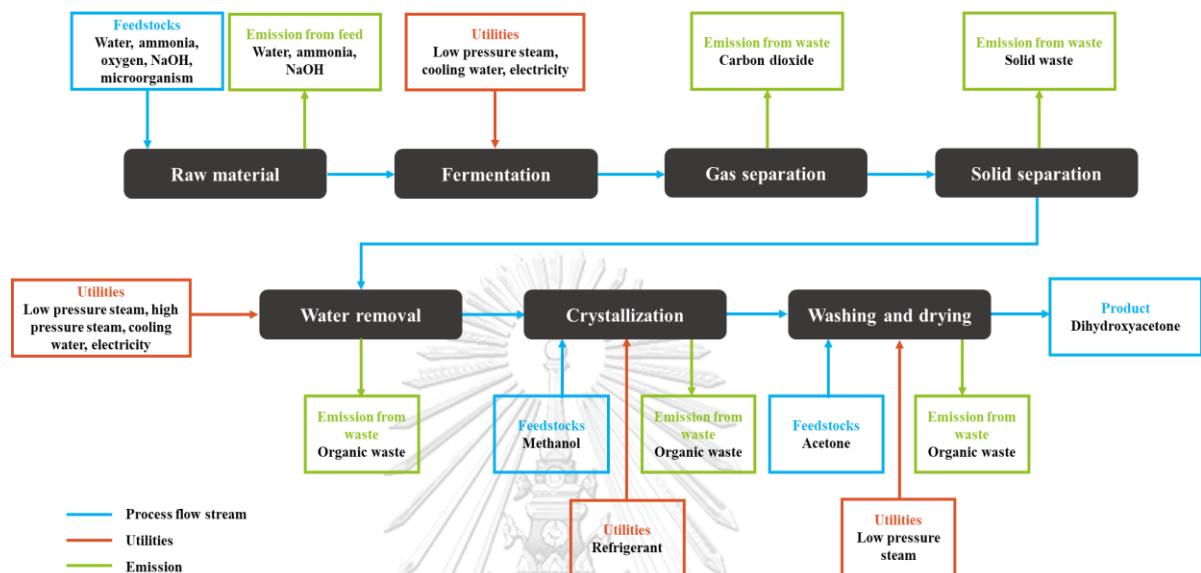 Feedstocks
Water, ammonia,
oxygen, NaOH,
microorganism
Emission from feed
Water, ammonia,
NaOH
Utilities
Low pressure steam,
cooling water, electricity
Emission from waste
Carbon dioxide
Emission from waste
Solid waste
Raw material
Fermentation
Gas separation
Solid separation
Utilities
Low pressure steam, high
pressure steam, cooling
water, electricity
Water removal
Crystallization
Washing and drying
Product
Dihydroxyacetone
Emission from
waste
Organic waste
Feedstocks
Methanol
Emission from
waste
Organic waste
Feedstocks
Acetone
Emission from
waste
Organic waste
Utilities
Refrigerant
Utilities
Low pressure
steam
Process flow stream
Utilities
Emission